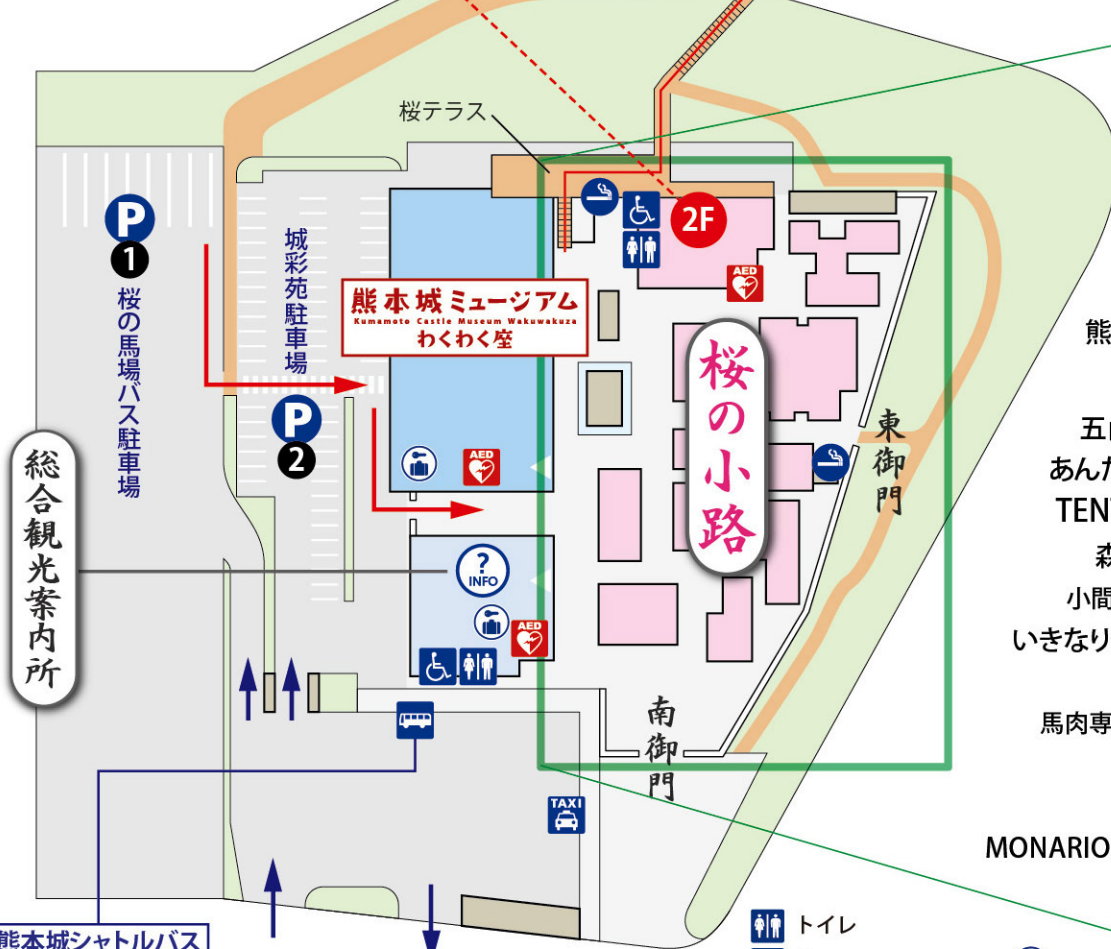 桜テラス
2F
P
1
桜の馬場バス駐車場
城彩苑駐車場
P
2
熊本城ミュージアム
Kumamoto Castle Museum Wakuwakuza
わくわく座
AED
AED
桜の小路
東御門
総合観光案内所
?
INFO
AED
南御門
TAXI
熊
五
あんた
TEN
森
小間
いきなり
馬肉専
MONARIO
熊本城シャトルバス
トイレ